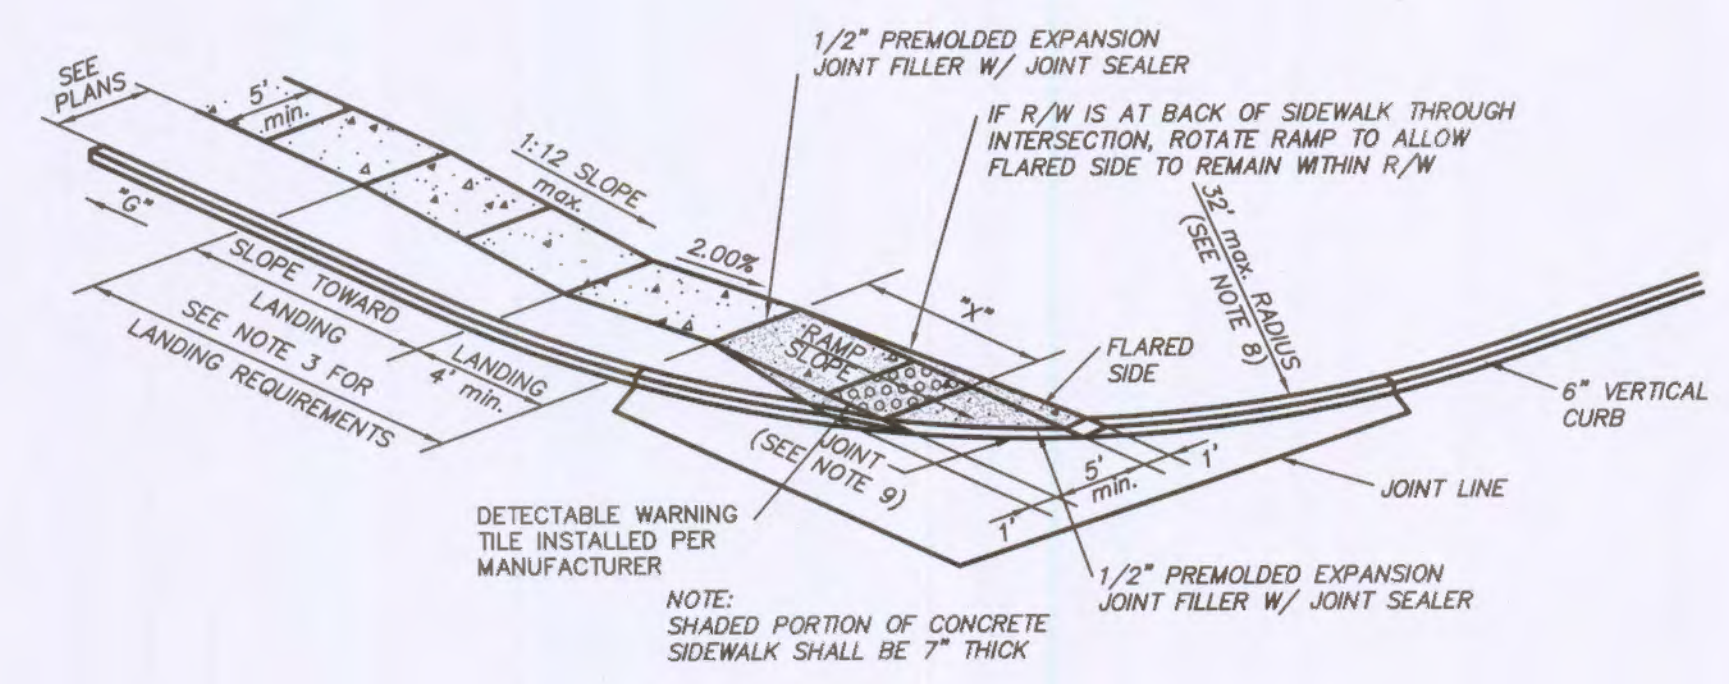 1/2" PREMOLDED EXPANSION
JOINT FILLER W/ JOINT SEALER
SEE
PLANS
5'
min.
1:12 SLOPE
max.
IF R/W IS AT BACK OF SIDEWALK THROUGH
INTERSECTION, ROTATE RAMP TO ALLOW
FLARED SIDE TO REMAIN WITHIN R/W
"G"
2.00%
32' max. RADIUS
(SEE NOTE 8)
SLOPE TOWARD
LANDING
SEE NOTE 3 FOR
LANDING REQUIREMENTS
LANDING
4' min.
"X"
RAMP
SLOPE
FLARED
SIDE
6" VERTICAL
CURB
JOINT
(SEE NOTE 9)
5'
min.
1'
1'
JOINT LINE
DETECTABLE WARNING
TILE INSTALLED PER
MANUFACTURER
1/2" PREMOLDED EXPANSION
JOINT FILLER W/ JOINT SEALER
NOTE:
SHADED PORTION OF CONCRETE
SIDEWALK SHALL BE 7" THICK